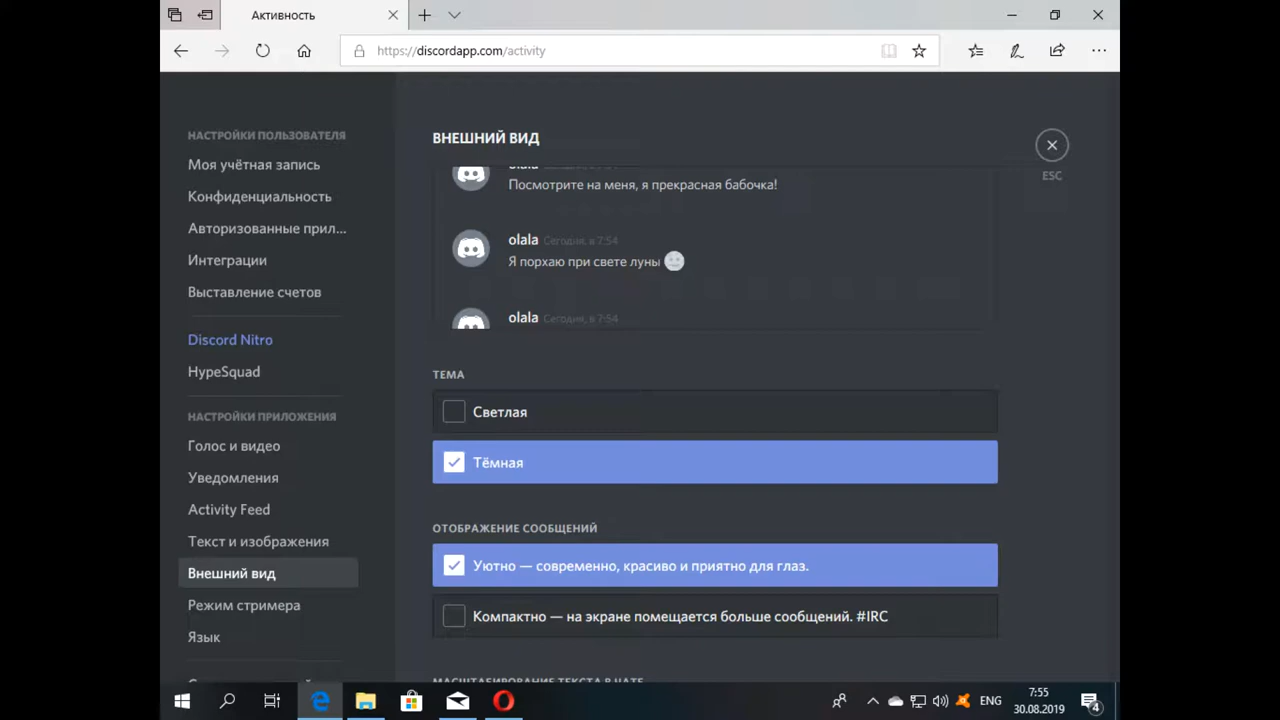 Активность
https://discordapp.com/activity
НАСТРОЙКИ ПОЛЬЗОВАТЕЛЯ
Моя учётная запись
Конфиденциальность
Авторизованные прил...
Интеграции
Выставление счетов
Discord Nitro
HypeSquad
НАСТРОЙКИ ПРИЛОЖЕНИЯ
Голос и видео
Уведомления
Activity Feed
Текст и изображения
Внешний вид
Режим стримера
Язык
ВНЕШНИЙ ВИД
ESC
Посмотрите на меня, я прекрасная бабочка!
olala Сегодня, в 7:54
Я порхаю при свете луны
olala Сегодня, в 7:54
ТЕМА
Светлая
Тёмная
ОТОБРАЖЕНИЕ СООБЩЕНИЙ
Уютно — современно, красиво и приятно для глаз.
Компактно — на экране помещается больше сообщений. #IRC
МАСШТАБИРОВАНИЕ ТЕКСТА В ЧАТЕ
ENG
7:55
30.08.2019
4